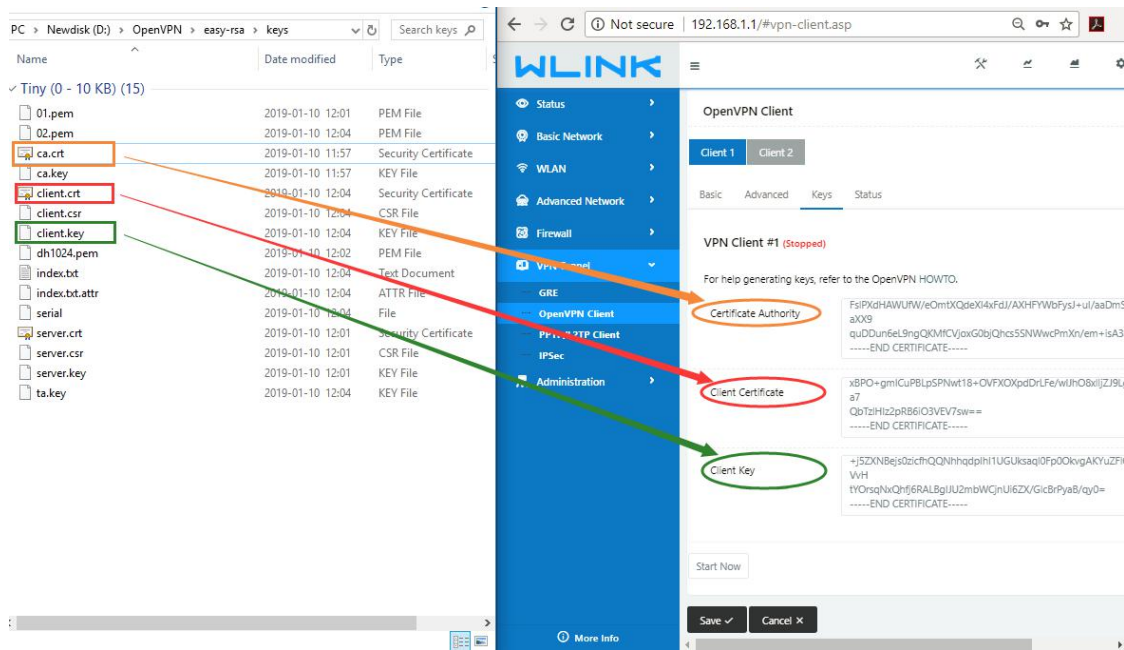 PC > Newdisk (D:) > OpenVPN > easy-rsa > keys
Search keys
Name Date modified Type
Tiny (0 - 10 KB) (15)
01.pem 2019-01-10 12:01 PEM File
02.pem 2019-01-10 12:04 PEM File
ca.crt 2019-01-10 11:57 Security Certificate
ca.key 2019-01-10 11:57 KEY File
client.crt 2019-01-10 12:04 Security Certificate
client.csr 2019-01-10 12:04 CSR File
client.key 2019-01-10 12:04 KEY File
dh1024.pem 2019-01-10 12:02 PEM File
index.txt 2019-01-10 12:04 Text Document
index.txt.attr 2019-01-10 12:04 ATTR File
serial 2019-01-10 12:04 File
server.crt 2019-01-10 12:01 Security Certificate
server.csr 2019-01-10 12:01 CSR File
server.key 2019-01-10 12:01 KEY File
ta.key 2019-01-10 12:04 KEY File
Not secure | 192.168.1.1/#vpn-client.asp
WLINK
Status
Basic Network
WLAN
Advanced Network
Firewall
VPN Tunnel
GRE
OpenVPN Client
PPTP/L2TP Client
IPSec
Administration
More Info
OpenVPN Client
Client 1 Client 2
Basic Advanced Keys Status
VPN Client #1 (Stopped)
For help generating keys, refer to the OpenVPN HOWTO.
Certificate Authority
aXX9
-----END CERTIFICATE-----
Client Certificate
a7
QbTzIHIz2pRB6iO3VEV7sw==
-----END CERTIFICATE-----
Client Key
VvH
-----END CERTIFICATE-----
Start Now
Save Cancel